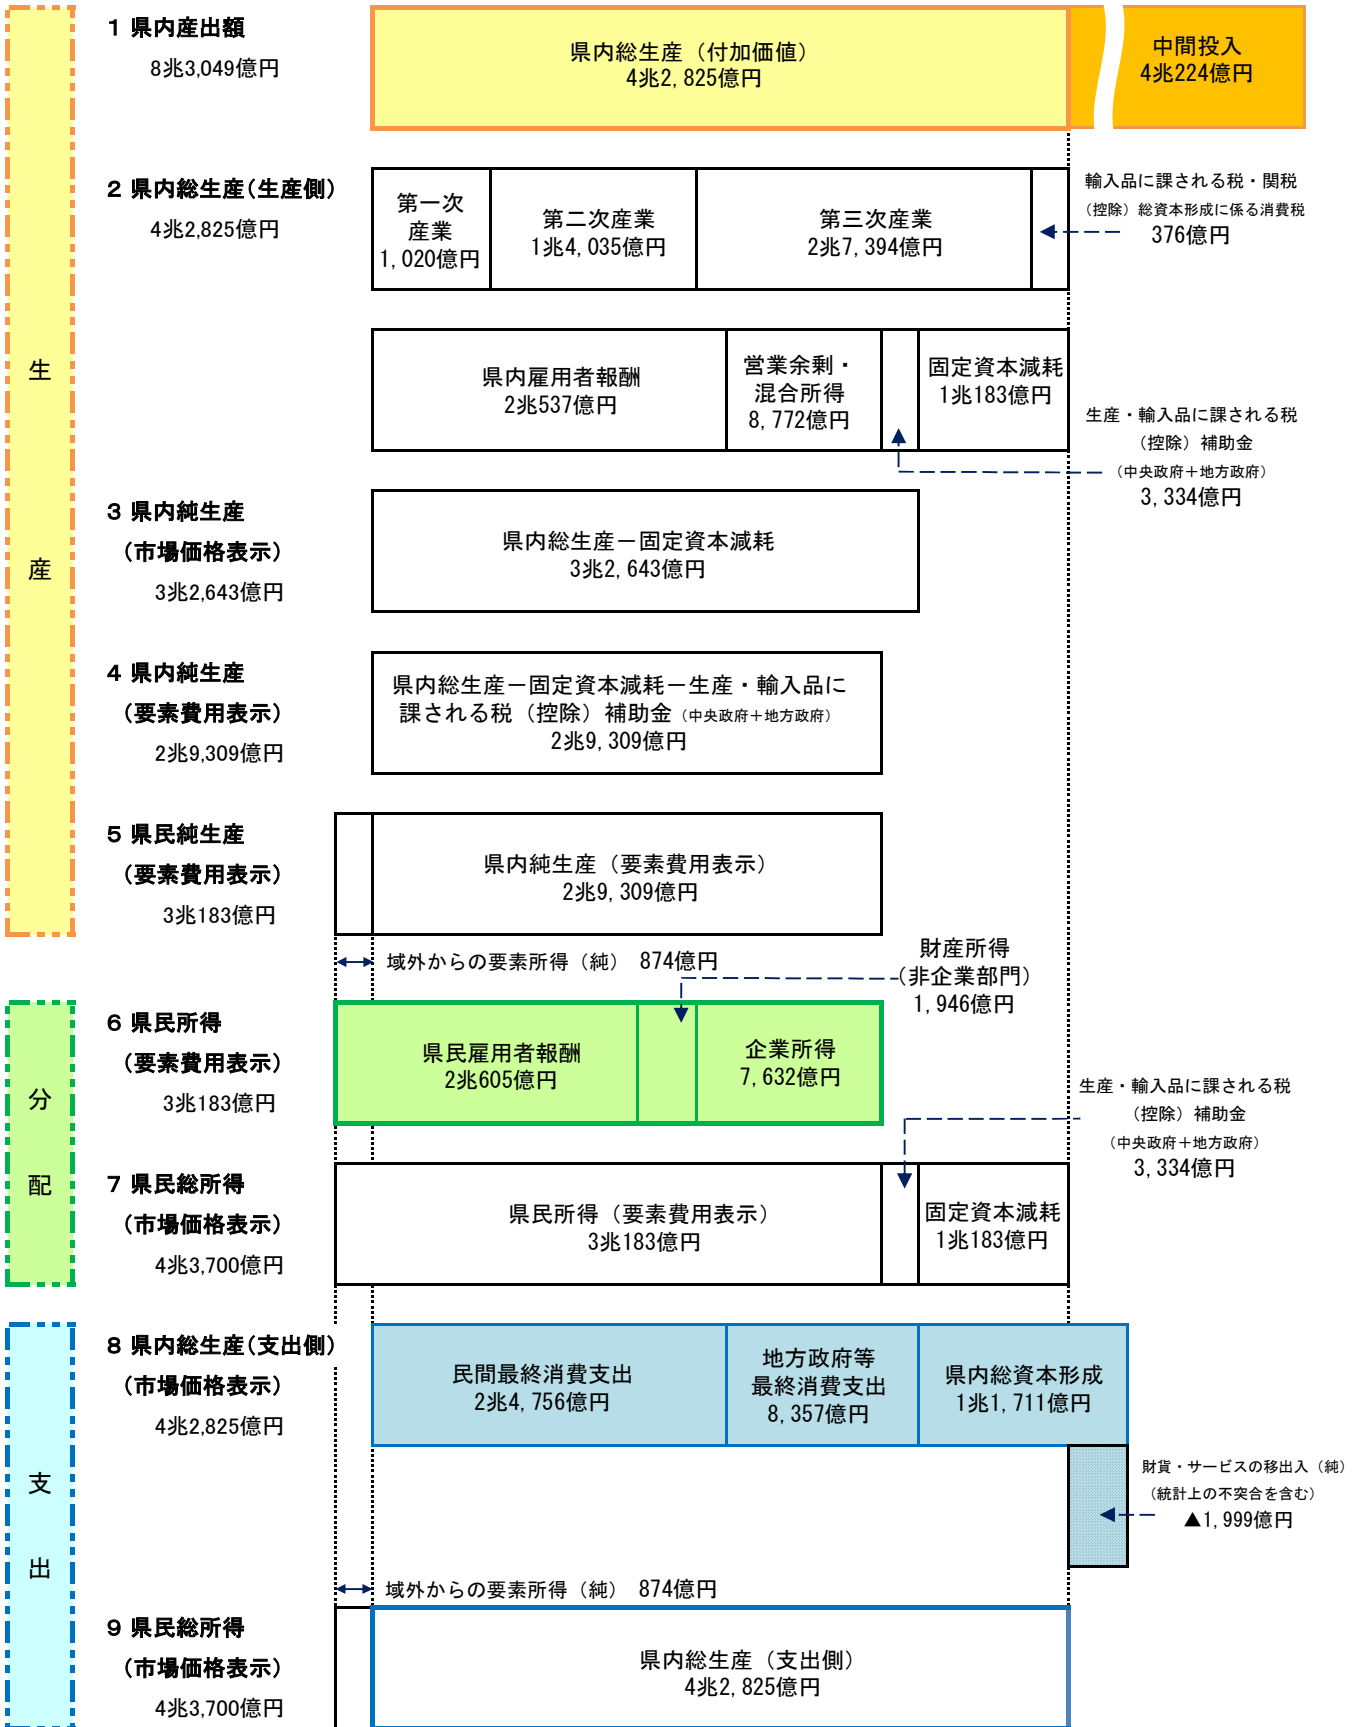 生
産
1 県内産出額
8兆3,049億円
県内総生産（付加価値）
4兆2,825億円
中間投入
4兆224億円
2 県内総生産(生産側)
4兆2,825億円
第一次
産業
1,020億円
第二次産業
1兆4,035億円
第三次産業
2兆7,394億円
輸入品に課される税・関税
（控除）総資本形成に係る消費税
376億円
県内雇用者報酬
2兆537億円
営業余剰・
混合所得
8,772億円
固定資本減耗
1兆183億円
生産・輸入品に課される税
（控除）補助金
（中央政府＋地方政府）
3,334億円
3 県内純生産
（市場価格表示）
3兆2,643億円
県内総生産－固定資本減耗
3兆2,643億円
4 県内純生産
（要素費用表示）
2兆9,309億円
県内総生産－固定資本減耗－生産・輸入品に
課される税（控除）補助金（中央政府＋地方政府）
2兆9,309億円
5 県民純生産
（要素費用表示）
3兆183億円
県内純生産（要素費用表示）
2兆9,309億円
域外からの要素所得（純） 874億円
財産所得
（非企業部門）
1,946億円
分
配
6 県民所得
（要素費用表示）
3兆183億円
県民雇用者報酬
2兆605億円
企業所得
7,632億円
生産・輸入品に課される税
（控除）補助金
（中央政府＋地方政府）
3,334億円
7 県民総所得
（市場価格表示）
4兆3,700億円
県民所得（要素費用表示）
3兆183億円
固定資本減耗
1兆183億円
支
出
8 県内総生産(支出側)
（市場価格表示）
4兆2,825億円
民間最終消費支出
2兆4,756億円
地方政府等
最終消費支出
8,357億円
県内総資本形成
1兆1,711億円
財貨・サービスの移出入（純）
（統計上の不突合を含む）
▲1,999億円
域外からの要素所得（純） 874億円
9 県民総所得
（市場価格表示）
4兆3,700億円
県内総生産（支出側）
4兆2,825億円